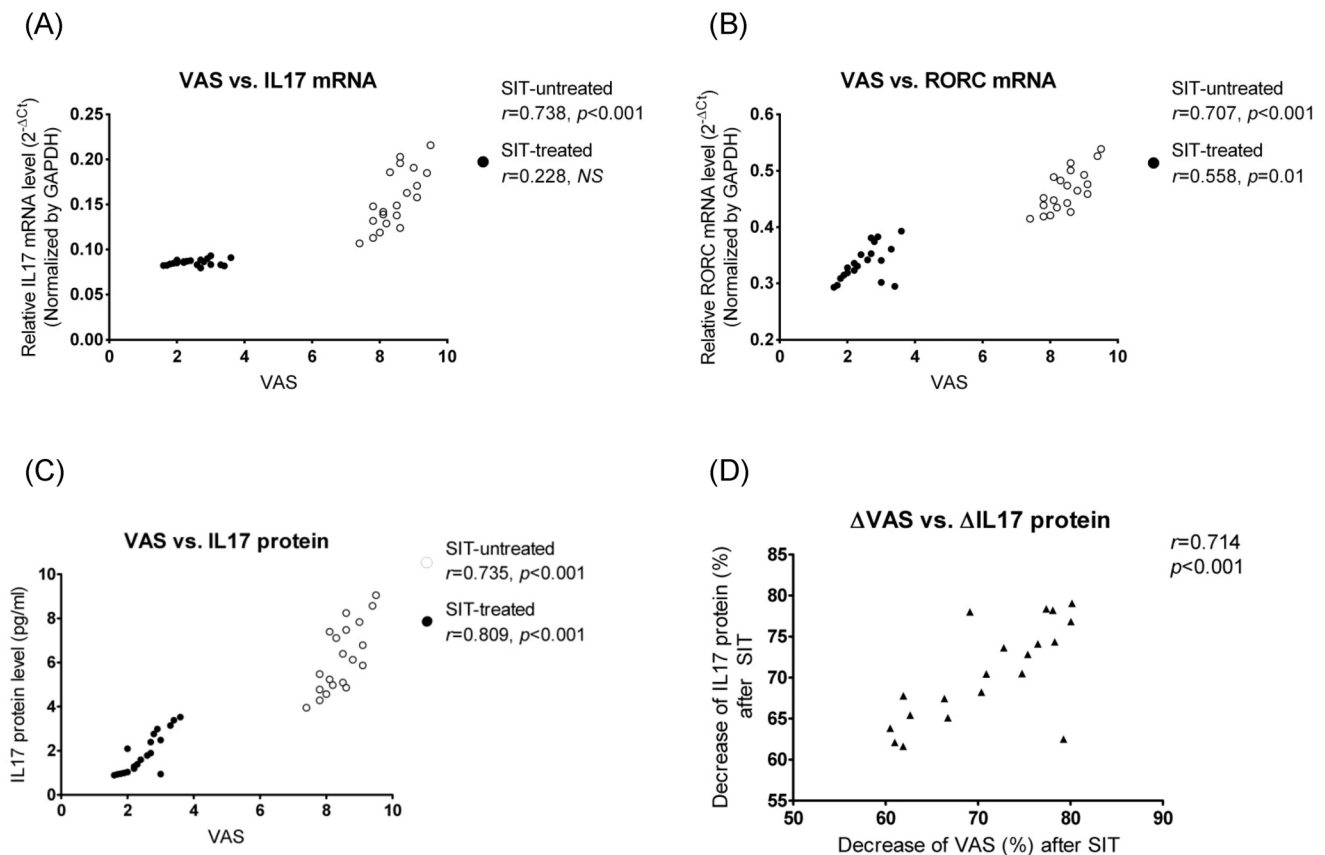 (A)
VAS vs. IL17 mRNA
SIT-untreated
r=0.738, p<0.001
SIT-treated
r=0.228, NS
Relative IL17 mRNA level (2-ΔCt)
(Normalized by GAPDH)
0.25
0.20
0.15
0.10
0.05
0.00
0 2 4 6 8 10
VAS
(B)
VAS vs. RORC mRNA
SIT-untreated
r=0.707, p<0.001
SIT-treated
r=0.558, p=0.01
Relative RORC mRNA level (2-ΔCt)
(Normalized by GAPDH)
0.6
0.5
0.4
0.3
0.2
0 2 4 6 8 10
VAS
(C)
VAS vs. IL17 protein
SIT-untreated
r=0.735, p<0.001
SIT-treated
r=0.809, p<0.001
IL17 protein level (pg/ml)
10
8
6
4
2
0
0 2 4 6 8 10
VAS
(D)
ΔVAS vs. ΔIL17 protein
r=0.714
p<0.001
Decrease of IL17 protein (%)
after SIT
85
80
75
70
65
60
55
50 60 70 80 90
Decrease of VAS (%) after SIT